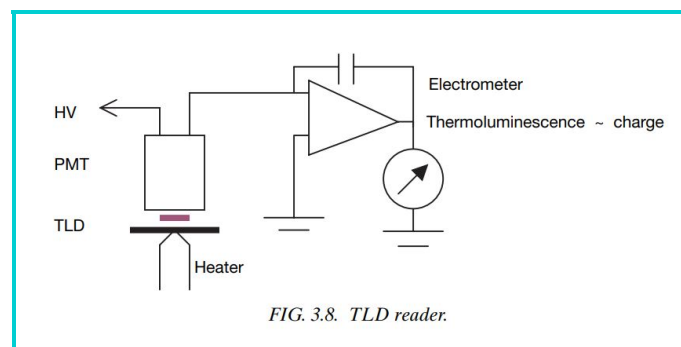 HV
Electrometer
Thermoluminescence ~ charge
PMT
TLD
Heater
FIG. 3.8. TLD reader.